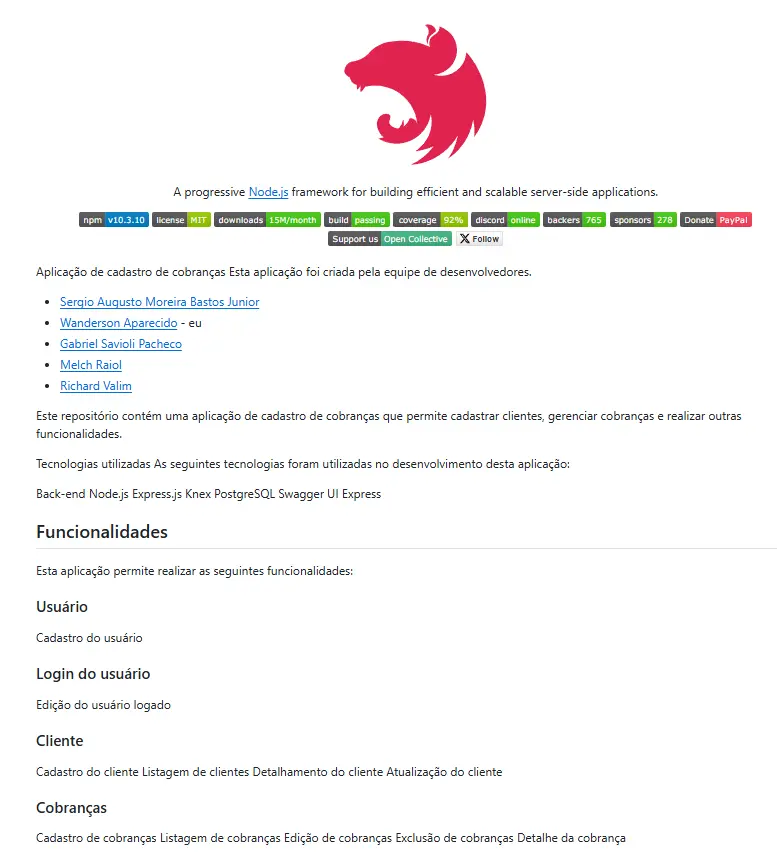 A progressive Node.js framework for building efficient and scalable server-side applications.
npm v10.3.10 license MIT downloads 15M/month build passing coverage 92% discord online backers 765 sponsors 278 Donate PayPal
Support us Open Collective X Follow
Aplicação de cadastro de cobranças Esta aplicação foi criada pela equipe de desenvolvedores.
Sergio Augusto Moreira Bastos Junior
Wanderson Aparecido - eu
Gabriel Savioli Pacheco
Melch Raiol
Richard Valim
Este repositório contém uma aplicação de cadastro de cobranças que permite cadastrar clientes, gerenciar cobranças e realizar outras
funcionalidades.
Tecnologias utilizadas As seguintes tecnologias foram utilizadas no desenvolvimento desta aplicação:
Back-end Node.js Express.js Knex PostgreSQL Swagger UI Express
Funcionalidades
Esta aplicação permite realizar as seguintes funcionalidades:
Usuário
Cadastro do usuário
Login do usuário
Edição do usuário logado
Cliente
Cadastro do cliente Listagem de clientes Detalhamento do cliente Atualização do cliente
Cobranças
Cadastro de cobranças Listagem de cobranças Edição de cobranças Exclusão de cobranças Detalhe da cobrança